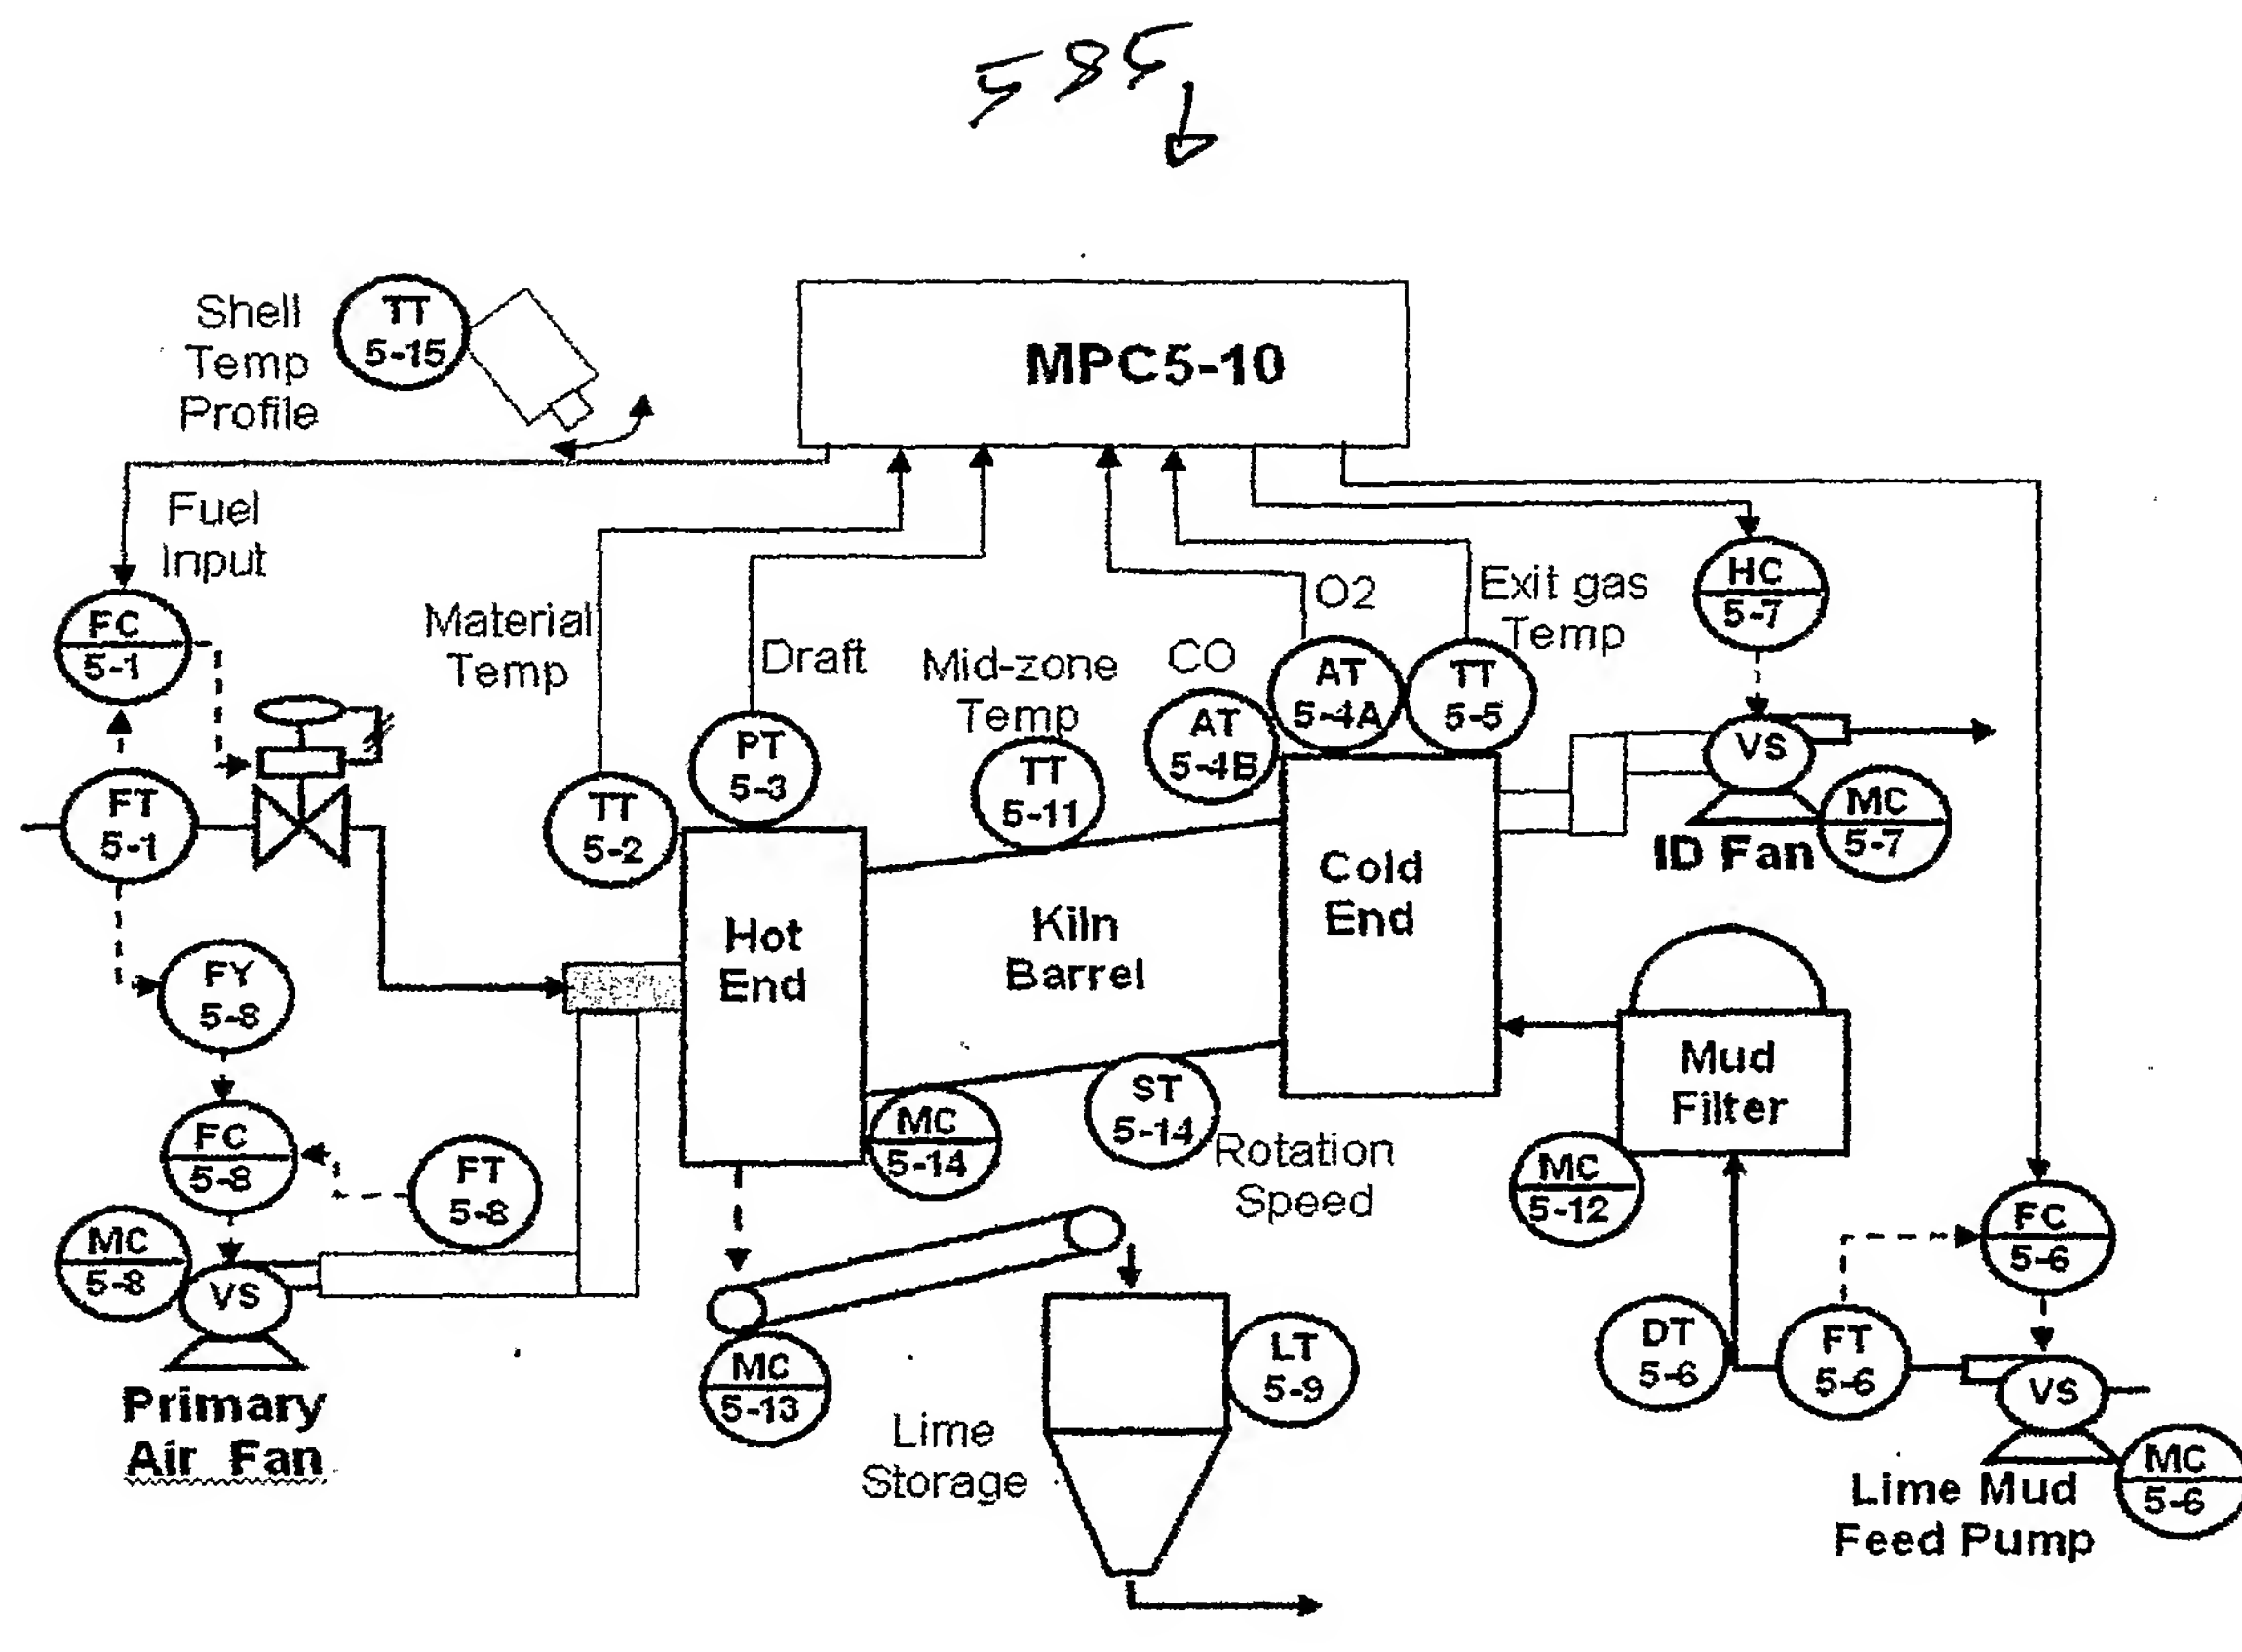 585
Shell
Temp
Profile
TT
5-15
MPC5-10
Fuel
Input
FC
5-1
FT
5-1
FY
5-8
FC
5-8
FT
5-8
MC
5-8
VS
Primary
Air Fan
Material
Temp
TT
5-2
Draft
PT
5-3
Mid-zone
Temp
TT
5-11
CO
AT
5-4B
O2
AT
5-4A
Exit gas
Temp
TT
5-5
HC
5-7
VS
MC
5-7
ID Fan
Hot
End
Kiln
Barrel
Cold
End
MC
5-14
ST
5-14
Rotation
Speed
Mud
Filter
MC
5-12
MC
5-13
Lime
Storage
LT
5-9
DT
5-6
FT
5-6
FC
5-6
VS
MC
5-6
Lime Mud
Feed Pump